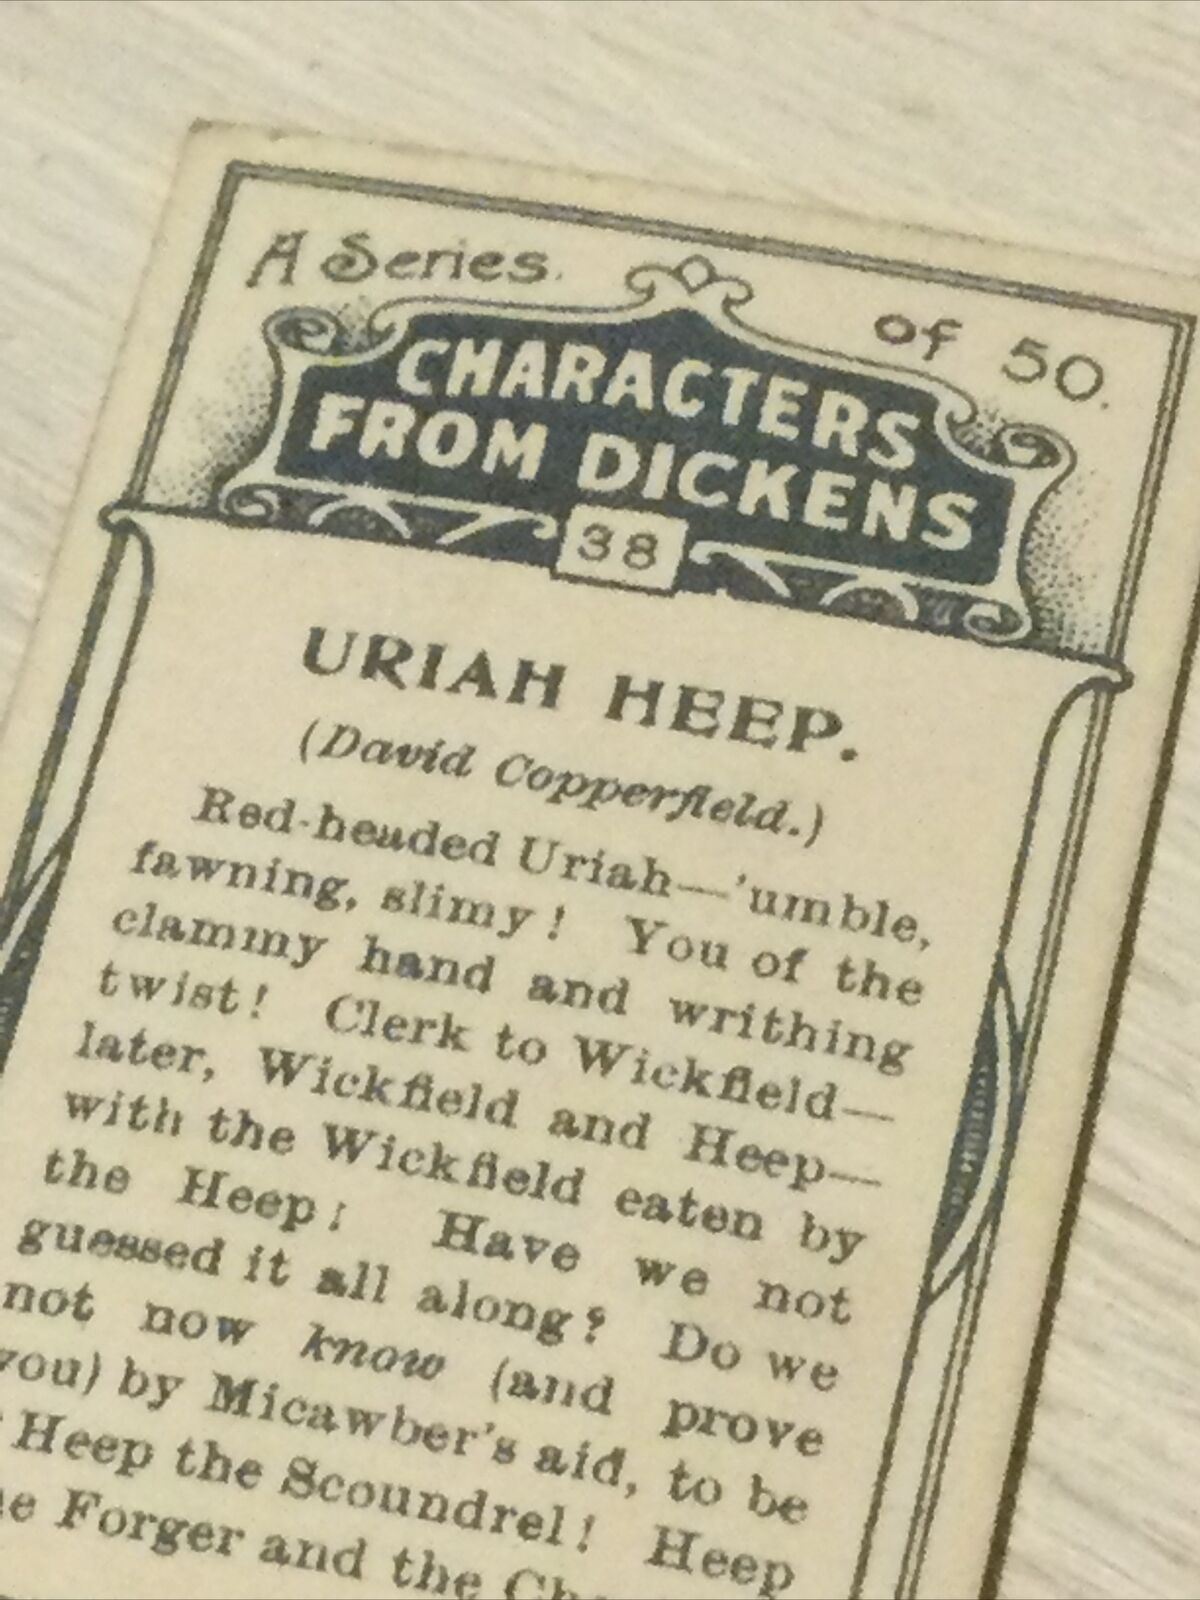 A Series. of 50.
CHARACTERS
FROM DICKENS
38
URIAH HEEP.
(David Copperfield.)
Red-headed Uriah—'umble,
fawning, slimy! You of the
clammy hand and writhing
twist! Clerk to Wickfield—
later, Wickfield and Heep—
with the Wickfield eaten by
the Heep! Have we not
guessed it all along? Do we
not now know (and prove
you) by Micawber's aid, to be
Heep the Scoundrel! Heep
Forger and the